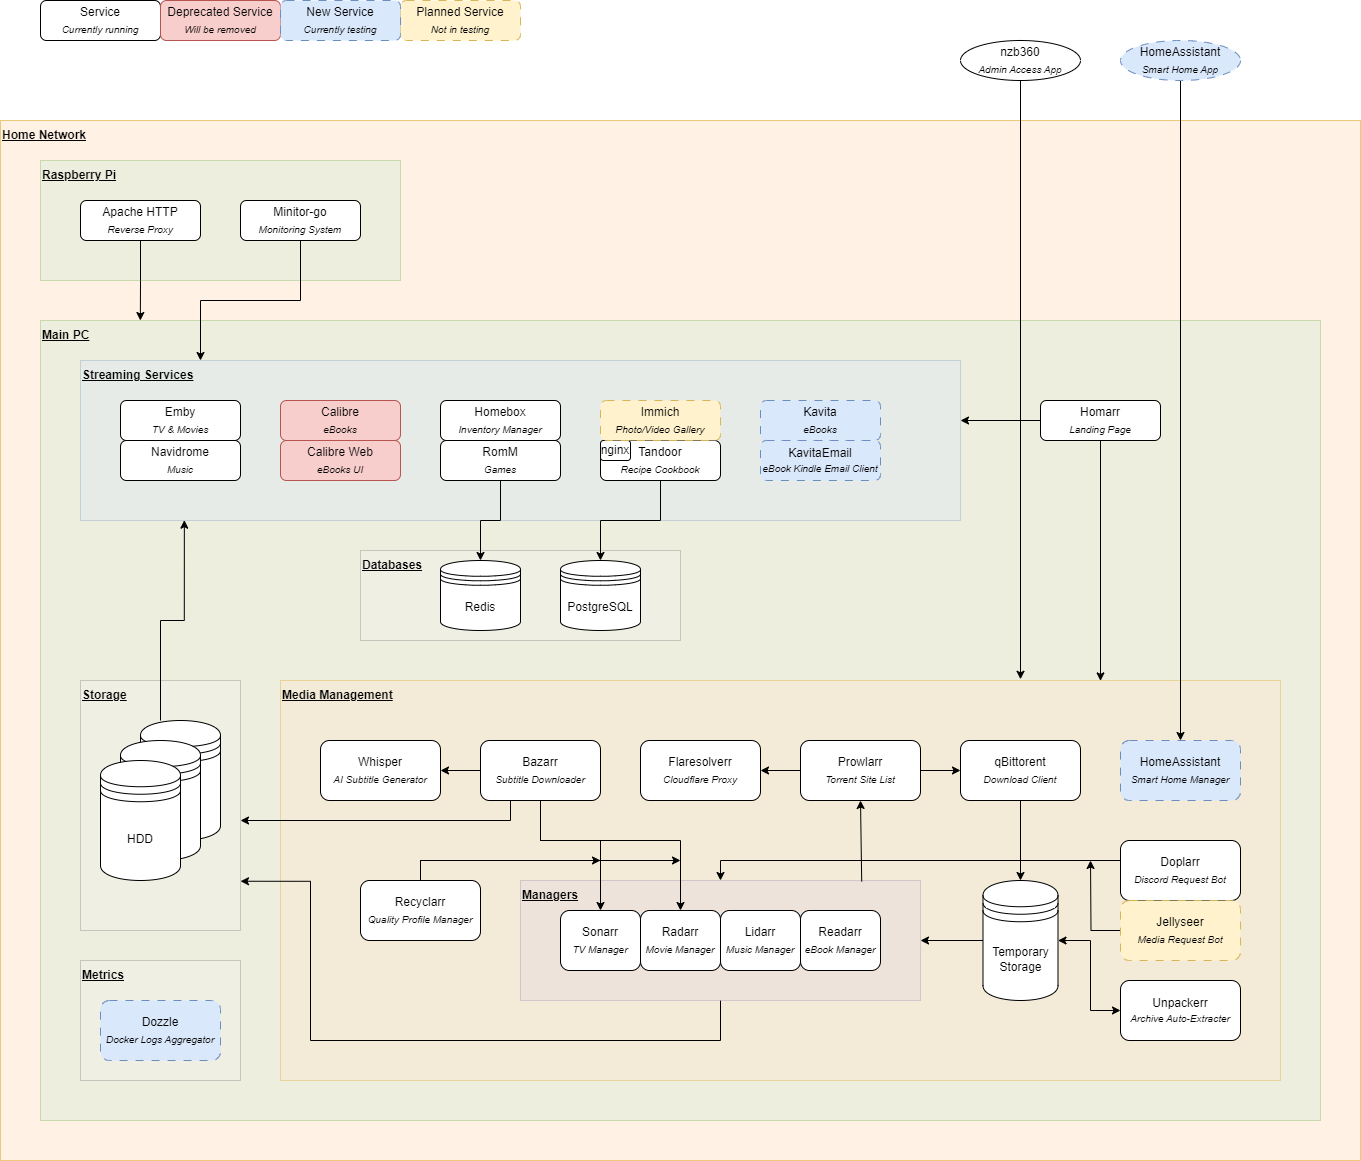 Service
Currently running
Deprecated Service
Will be removed
New Service
Currently testing
Planned Service
Not in testing
nzb360
Admin Access App
HomeAssistant
Smart Home App
Home Network
Raspberry Pi
Apache HTTP
Reverse Proxy
Minitor-go
Monitoring System
Main PC
Streaming Services
Emby
TV & Movies
Navidrome
Music
Calibre
eBooks
Calibre Web
eBooks UI
Homebox
Inventory Manager
RomM
Games
Immich
Photo/Video Gallery
nginx
Tandoor
Recipe Cookbook
Kavita
eBooks
KavitaEmail
eBook Kindle Email Client
Homarr
Landing Page
Databases
Redis
PostgreSQL
Storage
HDD
Media Management
Whisper
AI Subtitle Generator
Bazarr
Subtitle Downloader
Flaresolverr
Cloudflare Proxy
Prowlarr
Torrent Site List
qBittorent
Download Client
HomeAssistant
Smart Home Manager
Recyclarr
Quality Profile Manager
Managers
Sonarr
TV Manager
Radarr
Movie Manager
Lidarr
Music Manager
Readarr
eBook Manager
Temporary
Storage
Doplarr
Discord Request Bot
Jellyseer
Media Request Bot
Unpackerr
Archive Auto-Extracter
Metrics
Dozzle
Docker Logs Aggregator